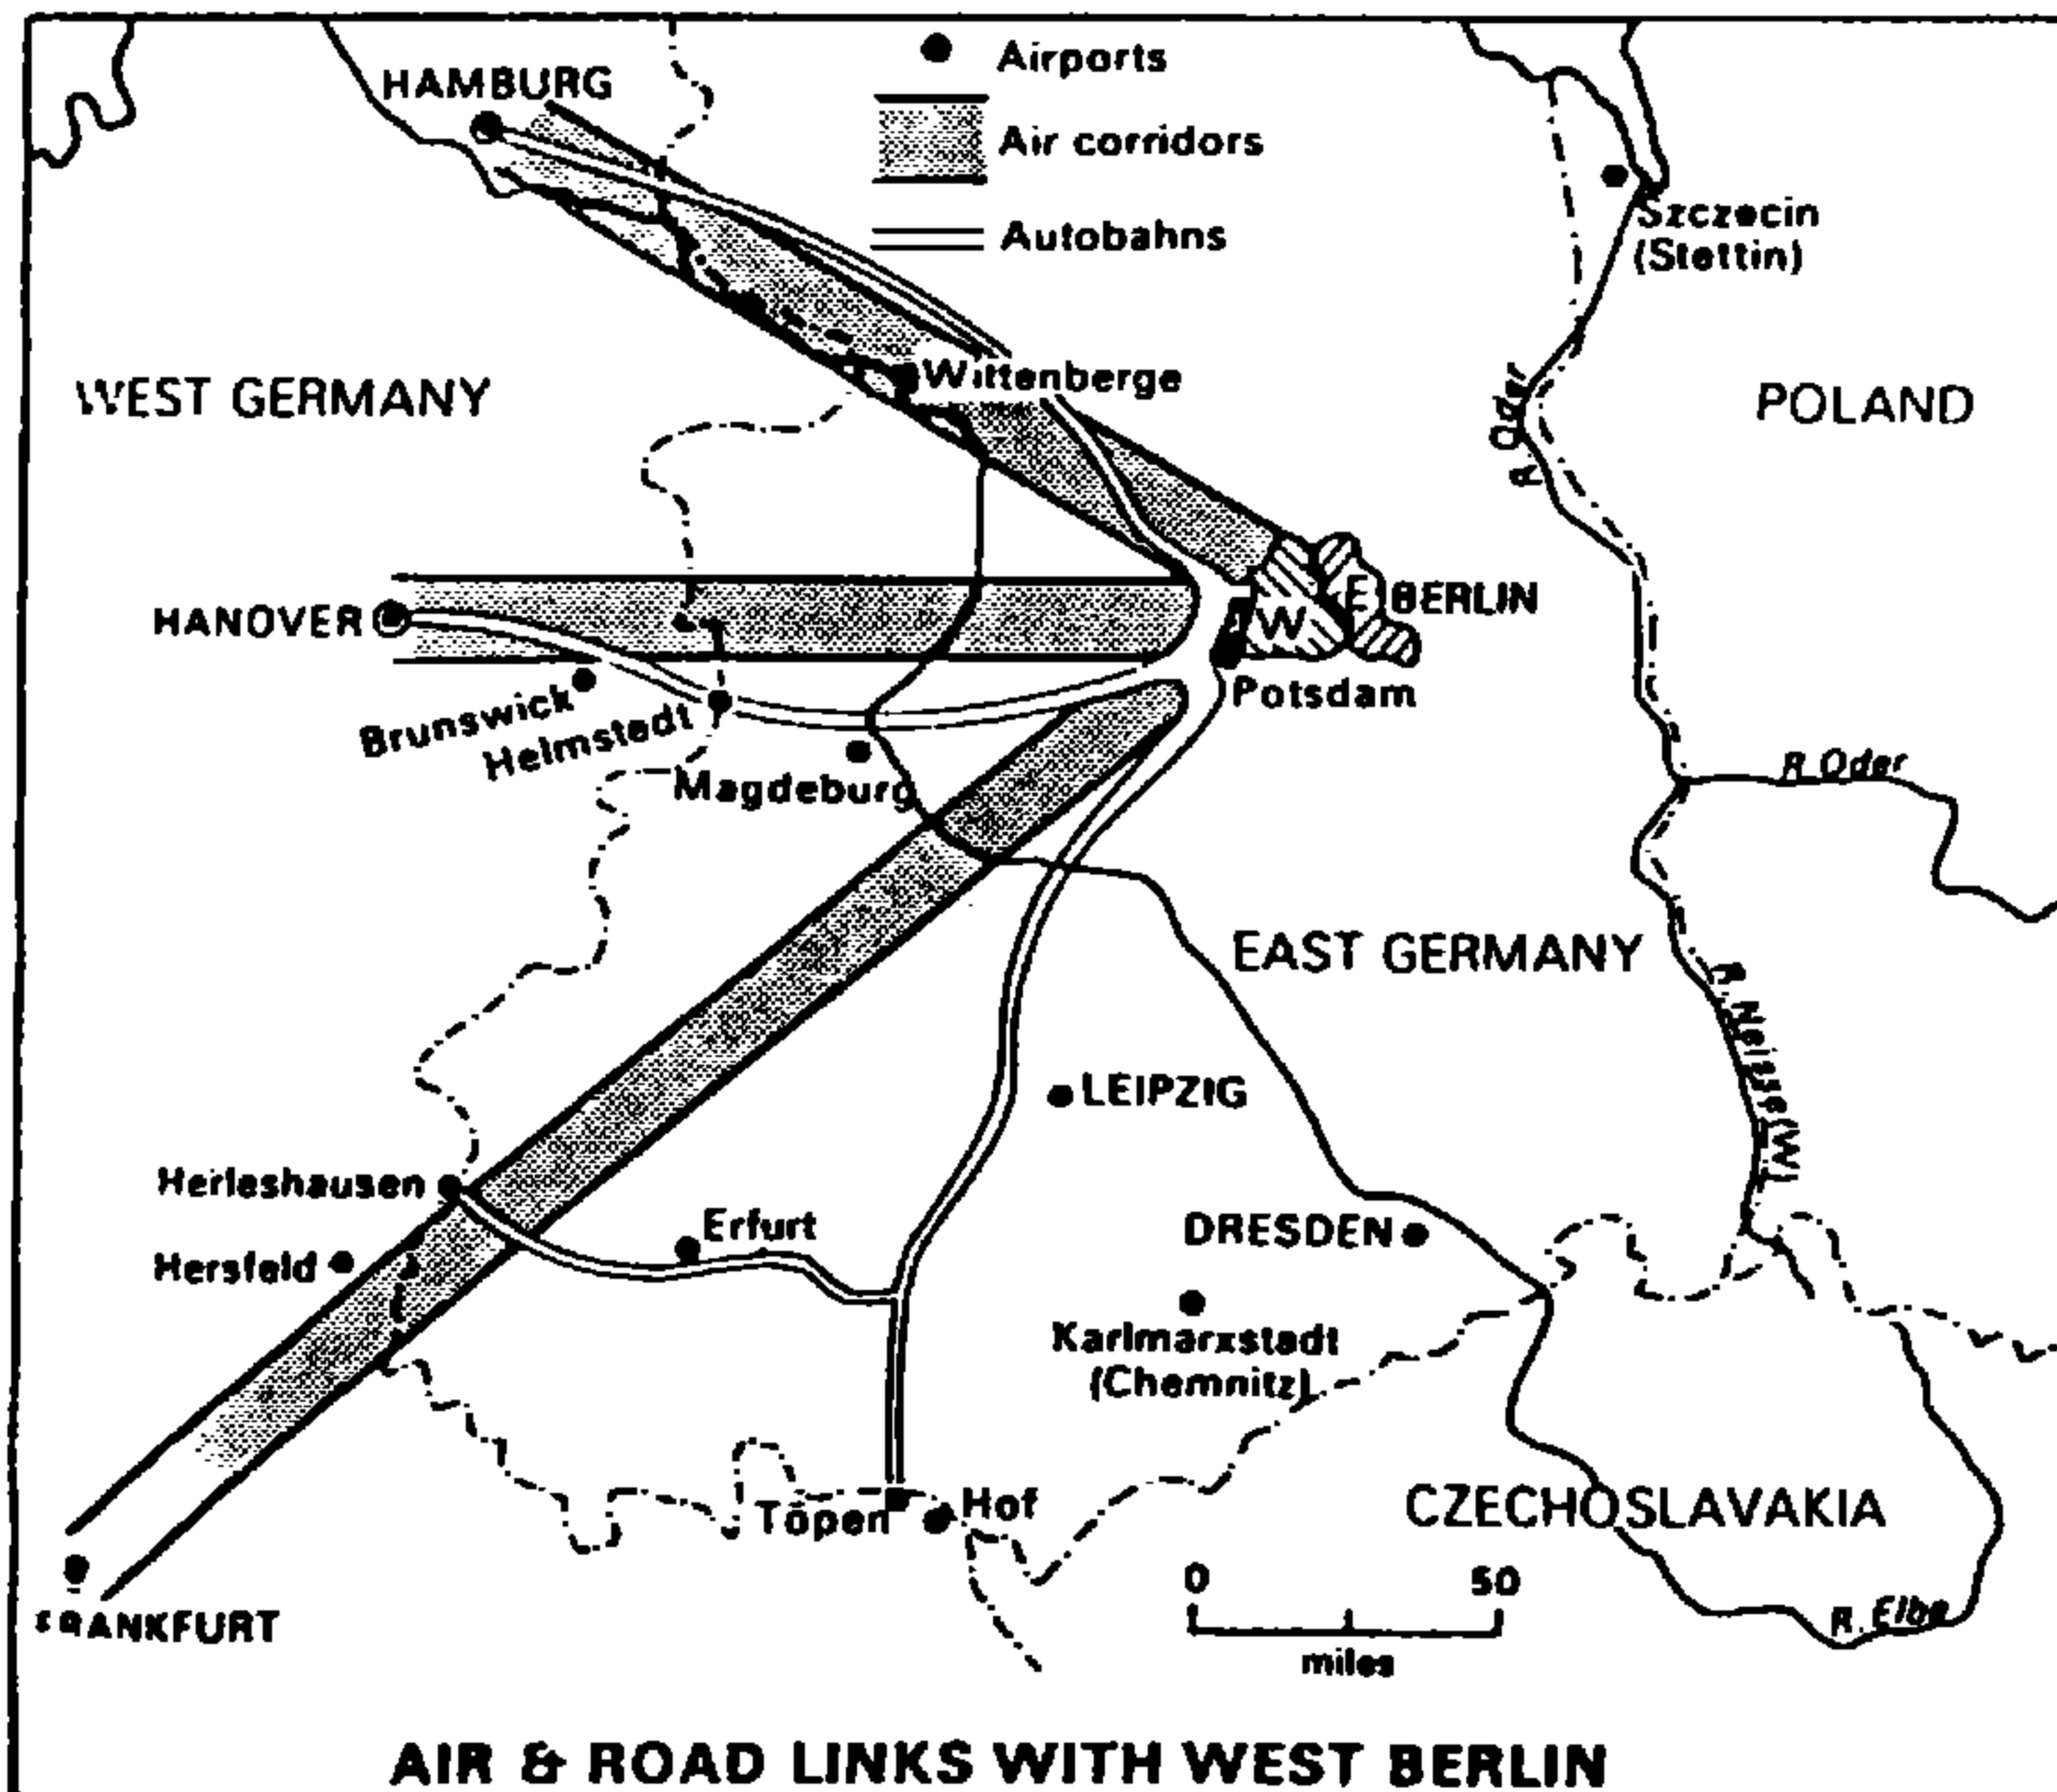 HAMBURG
Airports
Air corridors
Autobahns
Szczecin
(Stettin)
WEST GERMANY
Wittenberge
POLAND
R Oder
HANOVER
W
E
BERLIN
Brunswick
Helmstedt
Potsdam
Magdeburg
R Oder
EAST GERMANY
R. Neisse(W)
LEIPZIG
Herleshausen
Erfurt
DRESDEN
Hersfeld
Karlmarxstadt
(Chemnitz)
Töpen
Hof
CZECHOSLAVAKIA
0 50
miles
R. Elbe
FRANKFURT
AIR & ROAD LINKS WITH WEST BERLIN